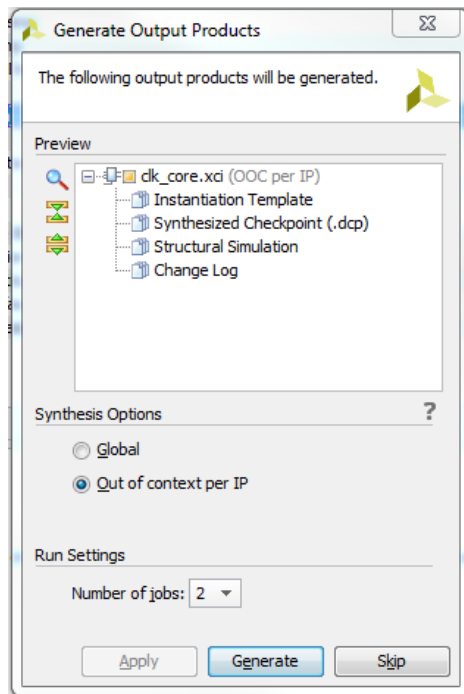 Generate Output Products
The following output products will be generated.
Preview
clk_core.xci (OOC per IP)
Instantiation Template
Synthesized Checkpoint (.dcp)
Structural Simulation
Change Log
Synthesis Options
?
Global
Out of context per IP
Run Settings
Number of jobs: 2
Apply
Generate
Skip